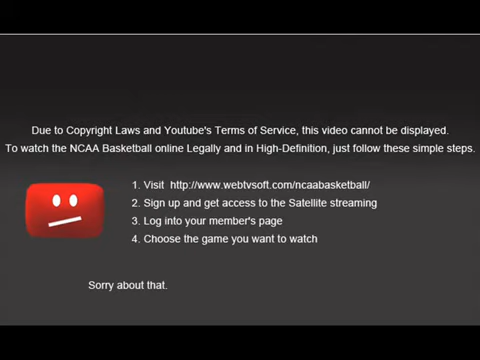 Due to Copyright Laws and Youtube's Terms of Service, this video cannot be displayed.
To watch the NCAA Basketball online Legally and in High-Definition, just follow these simple steps.
1. Visit http://www.webtvsoft.com/ncaabasketball/
2. Sign up and get access to the Satellite streaming
3. Log into your member's page
4. Choose the game you want to watch
Sorry about that.